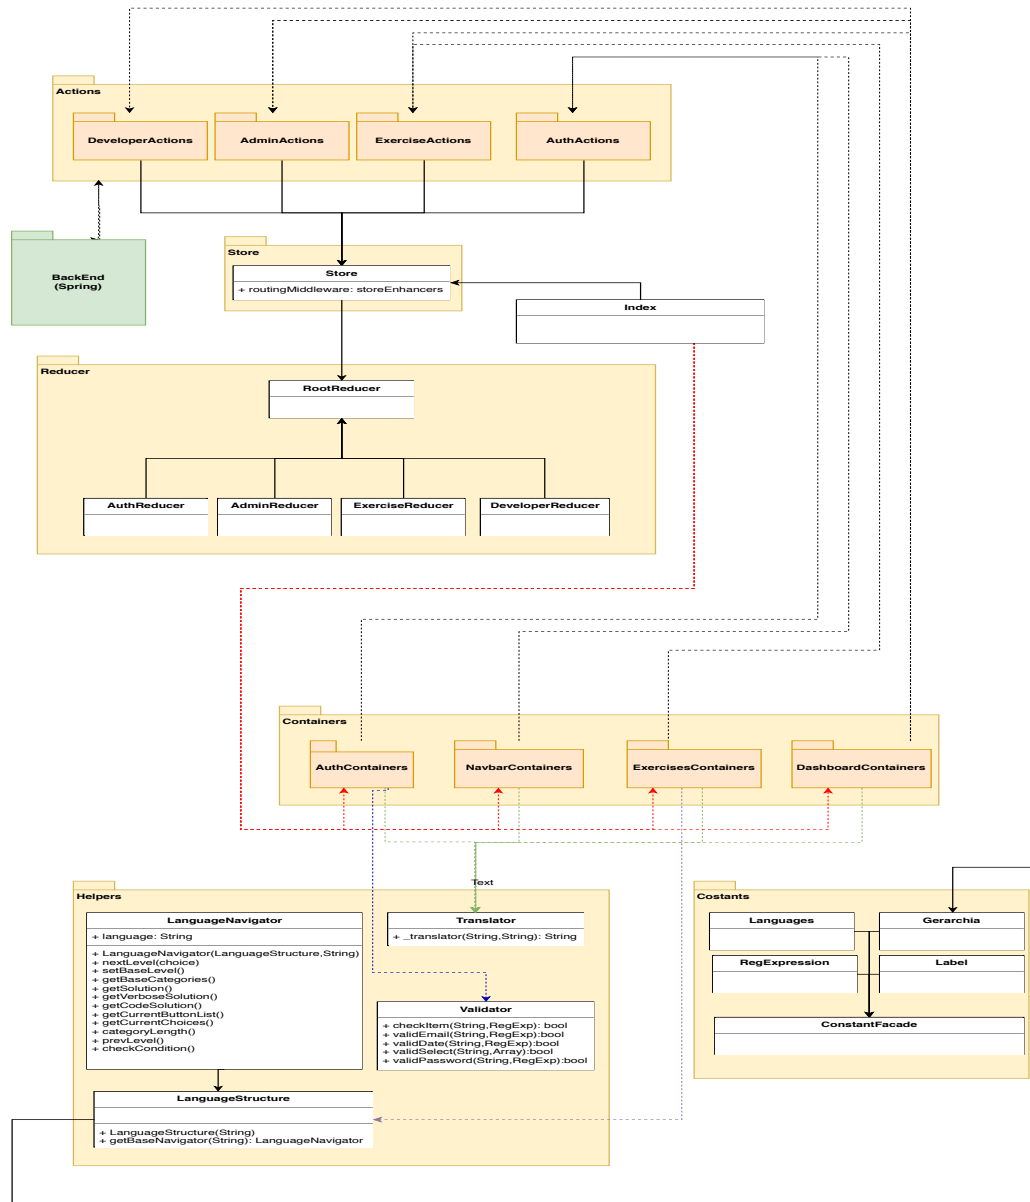 Actions
DeveloperActions
AdminActions
ExerciseActions
AuthActions
BackEnd
(Spring)
Store
Store
+ routingMiddleware: storeEnhancers
Index
Reducer
RootReducer
AuthReducer
AdminReducer
ExerciseReducer
DeveloperReducer
Containers
AuthContainers
NavbarContainers
ExercisesContainers
DashboardContainers
Text
Helpers
LanguageNavigator
+ language: String
+ LanguageNavigator(LanguageStructure,String)
+ nextLevel(choice)
+ setBaseLevel()
+ getBaseCategories()
+ getSolution()
+ getVerboseSolution()
+ getCodeSolution()
+ getCurrentButtonList()
+ getCurrentChoices()
+ categoryLength()
+ prevLevel()
+ checkCondition()
Translator
+ _translator(String,String): String
Validator
+ checkItem(String,RegExp): bool
+ validEmail(String,RegExp):bool
+ validDate(String,RegExp):bool
+ validSelect(String,Array):bool
+ validPassword(String,RegExp):bool
LanguageStructure
+ LanguageStructure(String)
+ getBaseNavigator(String): LanguageNavigator
Costants
Languages
Gerarchia
RegExpression
Label
ConstantFacade